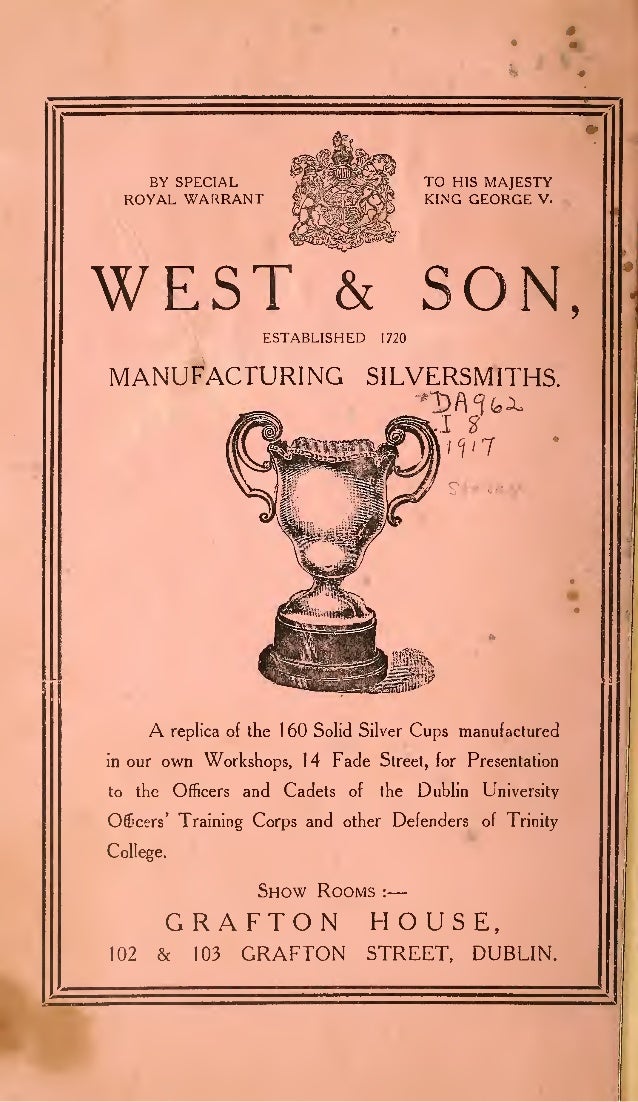 BY SPECIAL
ROYAL WARRANT
TO HIS MAJESTY
KING GEORGE V.
WEST & SON,
ESTABLISHED 1720
MANUFACTURING SILVERSMITHS.
*DA962
.I8
1917
A replica of the 160 Solid Silver Cups manufactured
in our own Workshops, 14 Fade Street, for Presentation
to the Officers and Cadets of the Dublin University
Officers' Training Corps and other Defenders of Trinity
College.
SHOW ROOMS :—
GRAFTON HOUSE,
102 & 103 GRAFTON STREET, DUBLIN.